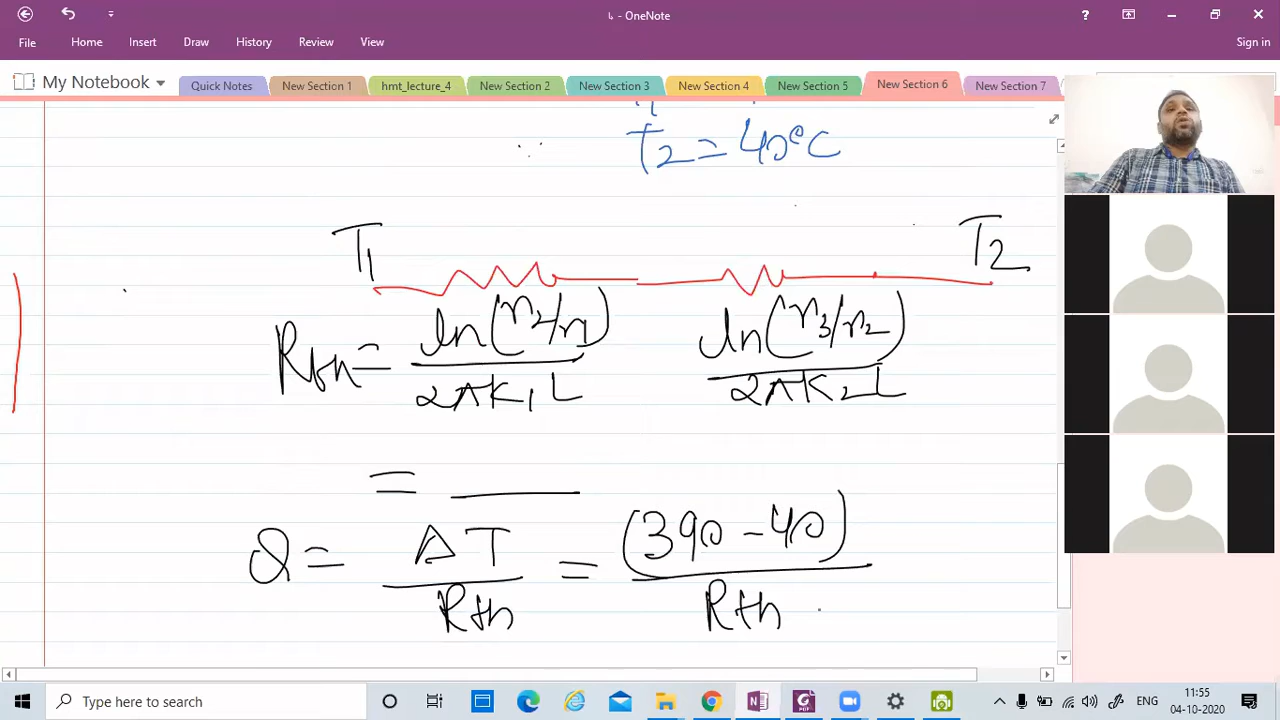 ↳ - OneNote
File Home Insert Draw History Review View Sign in
My Notebook Quick Notes New Section 1 hmt_lecture_4 New Section 2 New Section 3 New Section 4 New Section 5 New Section 6 New Section 7
T2 = 40°C
T1 T2
Rth = ln(r2/r1) / 2πK1L ln(r3/r2) / 2πK2L
= ___
Q = ΔT / Rth = (390 - 40) / Rth
Type here to search ENG 1:55
04-10-2020